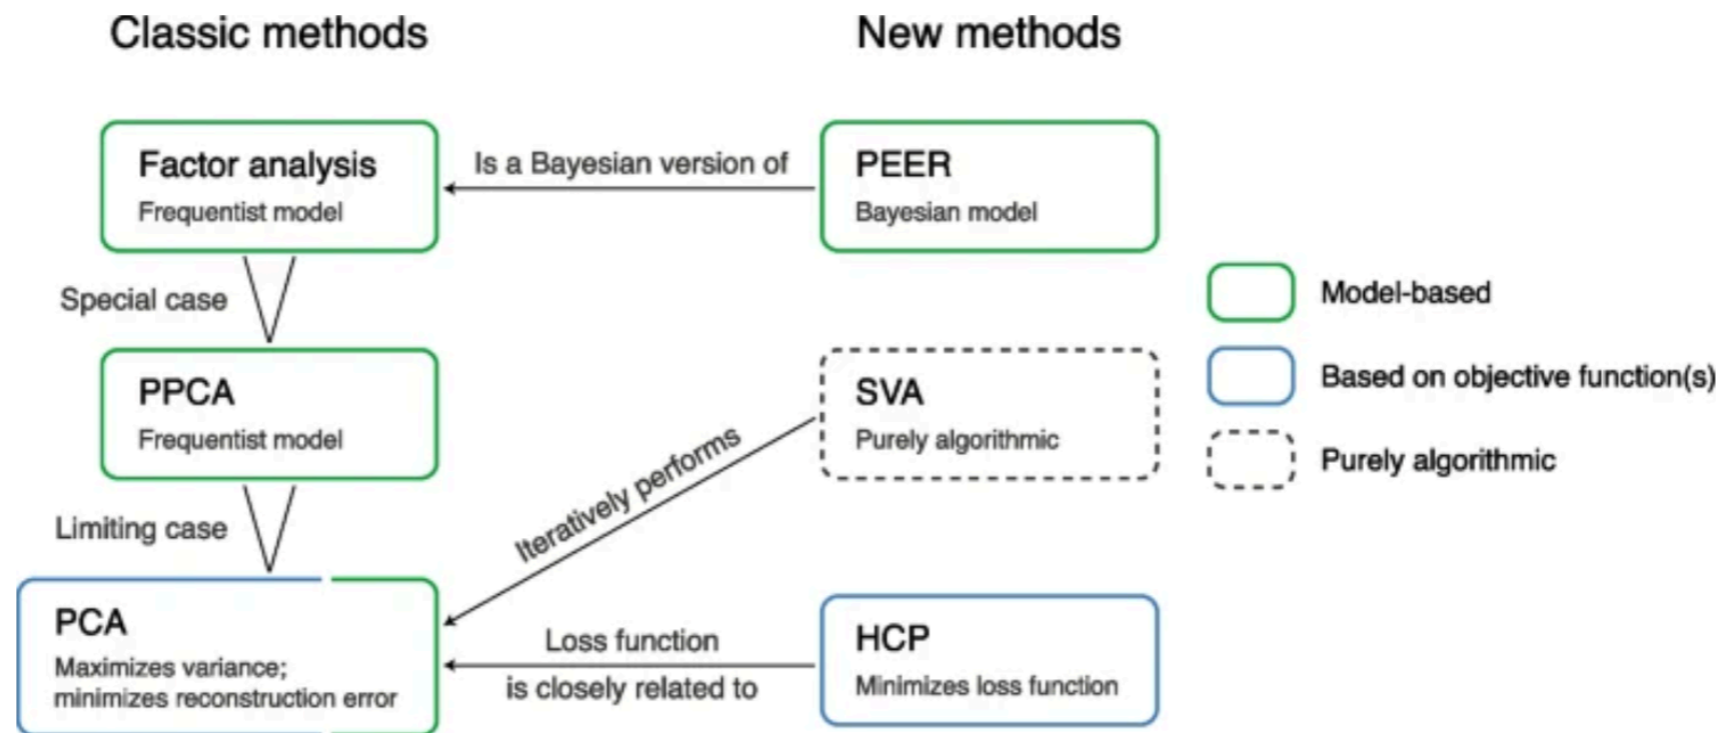 Classic methods
New methods
Factor analysis
Frequentist model
Is a Bayesian version of
PEER
Bayesian model
Special case
PPCA
Frequentist model
SVA
Purely algorithmic
Limiting case
Iteratively performs
PCA
Maximizes variance;
minimizes reconstruction error
Loss function
is closely related to
HCP
Minimizes loss function
Model-based
Based on objective function(s)
Purely algorithmic